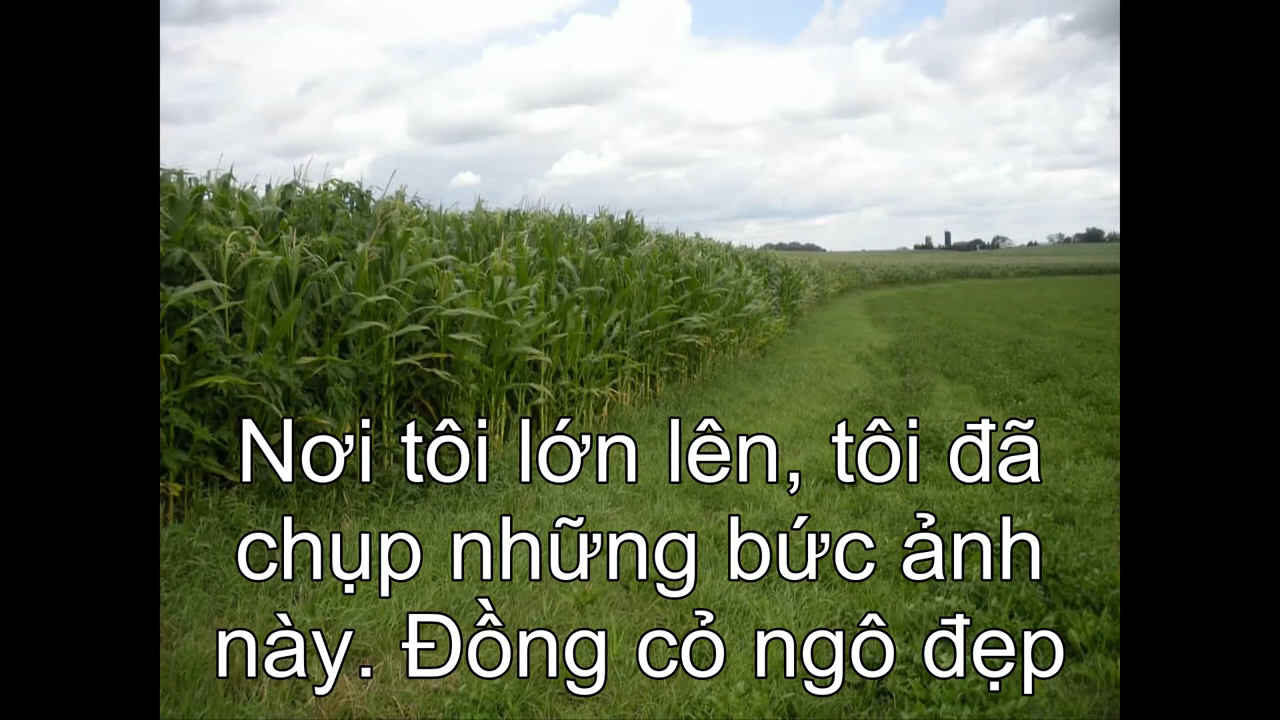 Nơi tôi lớn lên, tôi đã
chụp những bức ảnh
này. Đồng cỏ ngô đẹp